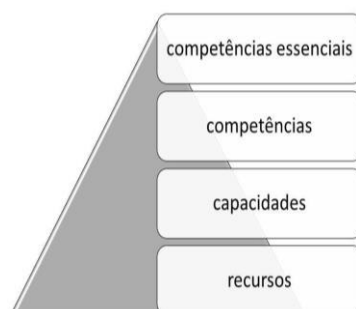 competências essenciais
competências
capacidades
recursos